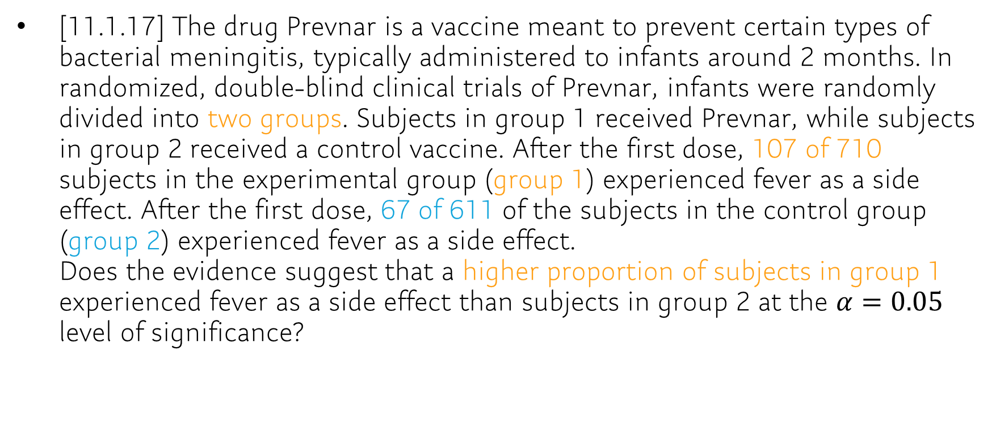 • [11.1.17] The drug Prevnar is a vaccine meant to prevent certain types of
bacterial meningitis, typically administered to infants around 2 months. In
randomized, double-blind clinical trials of Prevnar, infants were randomly
divided into two groups. Subjects in group 1 received Prevnar, while subjects
in group 2 received a control vaccine. After the first dose, 107 of 710
subjects in the experimental group (group 1) experienced fever as a side
effect. After the first dose, 67 of 611 of the subjects in the control group
(group 2) experienced fever as a side effect.
Does the evidence suggest that a higher proportion of subjects in group 1
experienced fever as a side effect than subjects in group 2 at the α = 0.05
level of significance?